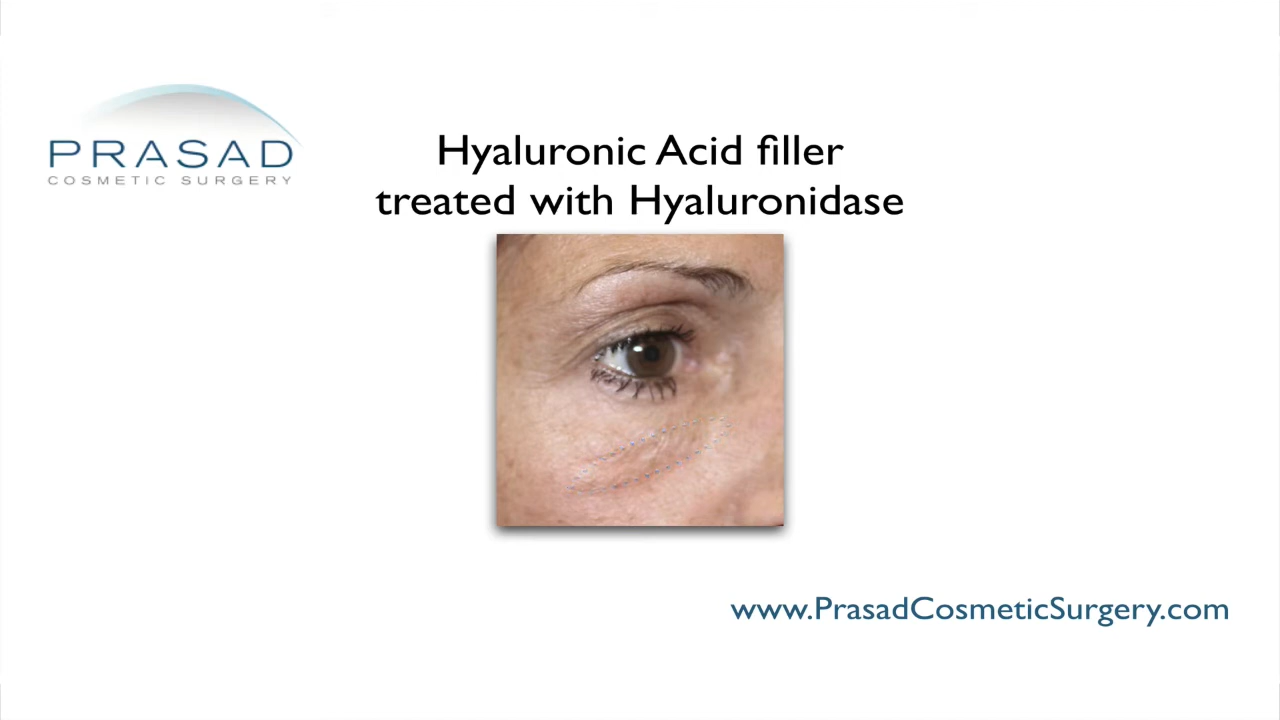 PRASAD
COSMETIC SURGERY
Hyaluronic Acid filler
treated with Hyaluronidase
www.PrasadCosmeticSurgery.com